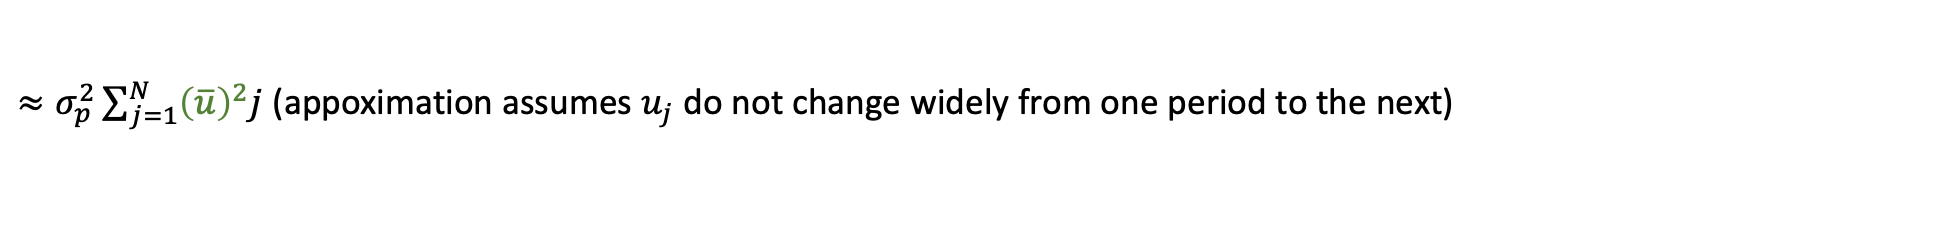 ≈ σ_p^2 ∑_{j=1}^{N} (ū)^2 j (appoximation assumes u_j do not change widely from one period to the next)